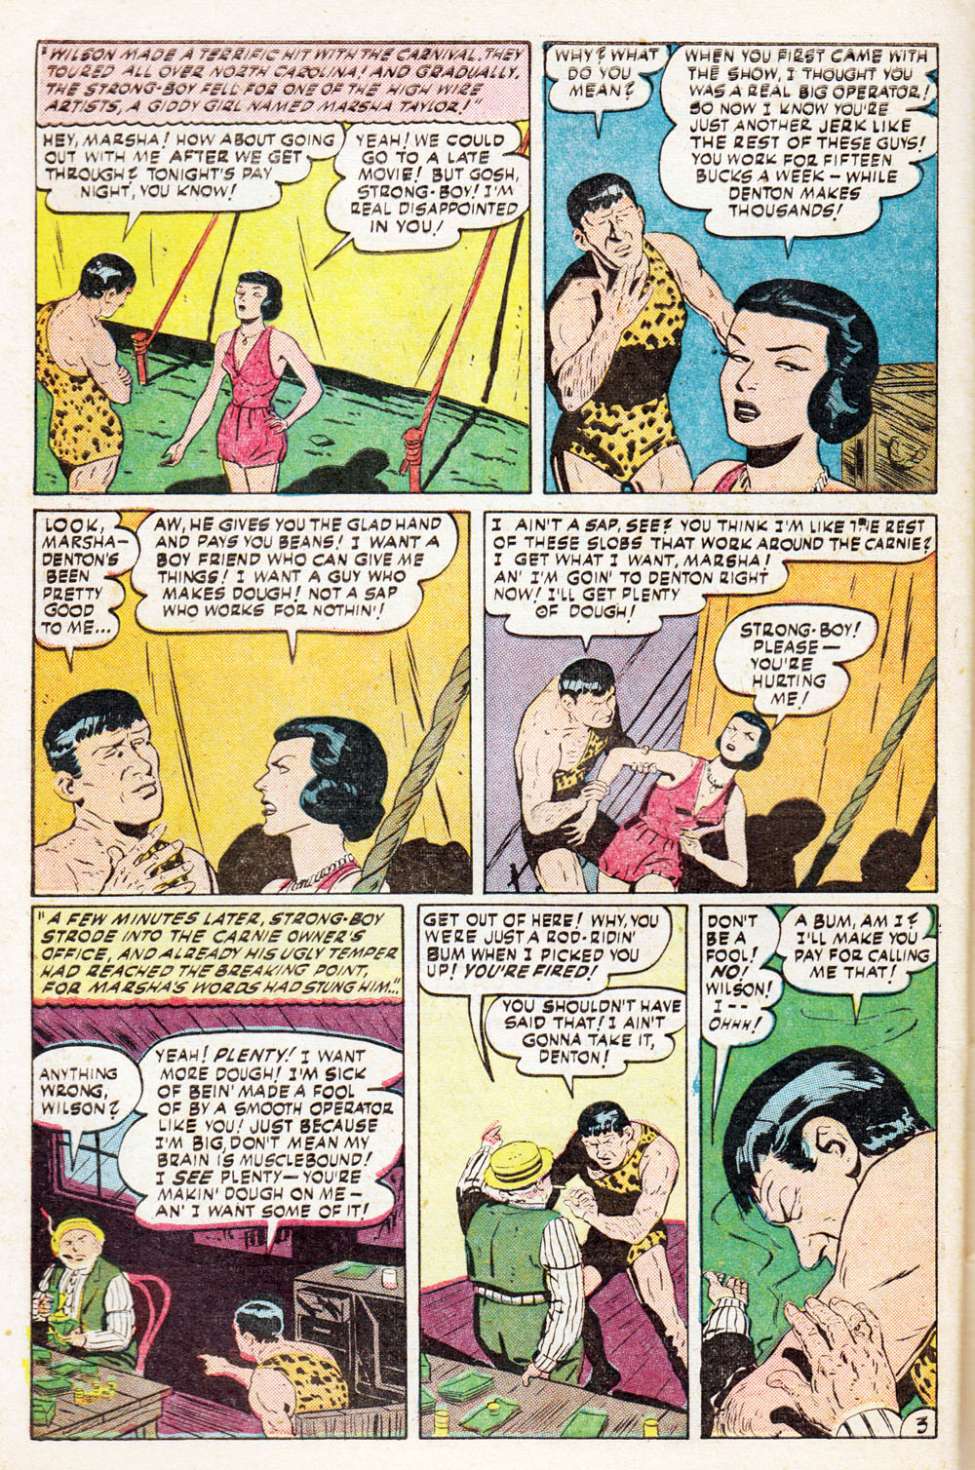 "WILSON MADE A TERRIFIC HIT WITH THE CARNIVAL. THEY
TOURED ALL OVER NORTH CAROLINA! AND GRADUALLY,
THE STRONG-BOY FELL FOR ONE OF THE HIGH WIRE
ARTISTS, A GIDDY GIRL NAMED MARSHA TAYLOR!"
HEY, MARSHA! HOW ABOUT GOING
OUT WITH ME AFTER WE GET
THROUGH? TONIGHT'S PAY
NIGHT, YOU KNOW!
YEAH! WE COULD
GO TO A LATE
MOVIE! BUT GOSH,
STRONG-BOY! I'M
REAL DISAPPOINTED
IN YOU!
WHY? WHAT
DO YOU
MEAN?
WHEN YOU FIRST CAME WITH
THE SHOW, I THOUGHT YOU
WAS A REAL BIG OPERATOR!
SO NOW I KNOW YOU'RE
JUST ANOTHER JERK LIKE
THE REST OF THESE GUYS!
YOU WORK FOR FIFTEEN
BUCKS A WEEK - WHILE
DENTON MAKES
THOUSANDS!
LOOK,
MARSHA-
DENTON'S
BEEN
PRETTY
GOOD
TO ME...
AW, HE GIVES YOU THE GLAD HAND
AND PAYS YOU BEANS! I WANT A
BOY FRIEND WHO CAN GIVE ME
THINGS! I WANT A GUY WHO
MAKES DOUGH! NOT A SAP
WHO WORKS FOR NOTHIN'!
I AIN'T A SAP, SEE? YOU THINK I'M LIKE THE REST
OF THESE SLOBS THAT WORK AROUND THE CARNIE?
I GET WHAT I WANT, MARSHA!
AN' I'M GOIN' TO DENTON RIGHT
NOW! I'LL GET PLENTY
OF DOUGH!
STRONG-BOY!
PLEASE-
YOU'RE
HURTING
ME!
"A FEW MINUTES LATER, STRONG-BOY
STRODE INTO THE CARNIE OWNER'S
OFFICE, AND ALREADY HIS UGLY TEMPER
HAD REACHED THE BREAKING POINT,
FOR MARSHA'S WORDS HAD STUNG HIM..."
ANYTHING
WRONG,
WILSON?
YEAH! PLENTY! I WANT
MORE DOUGH! I'M SICK
OF BEIN' MADE A FOOL
OF BY A SMOOTH OPERATOR
LIKE YOU! JUST BECAUSE
I'M BIG, DON'T MEAN MY
BRAIN IS MUSCLEBOUND!
I SEE PLENTY- YOU'RE
MAKIN' DOUGH ON ME -
AN' I WANT SOME OF IT!
GET OUT OF HERE! WHY, YOU
WERE JUST A ROD-RIDIN'
BUM WHEN I PICKED YOU
UP! YOU'RE FIRED!
YOU SHOULDN'T HAVE
SAID THAT! I AIN'T
GONNA TAKE IT,
DENTON!
DON'T
BE A
FOOL!
NO!
WILSON!
I--
OHHH!
A BUM, AM I?
I'LL MAKE YOU
PAY FOR CALLING
ME THAT!
3